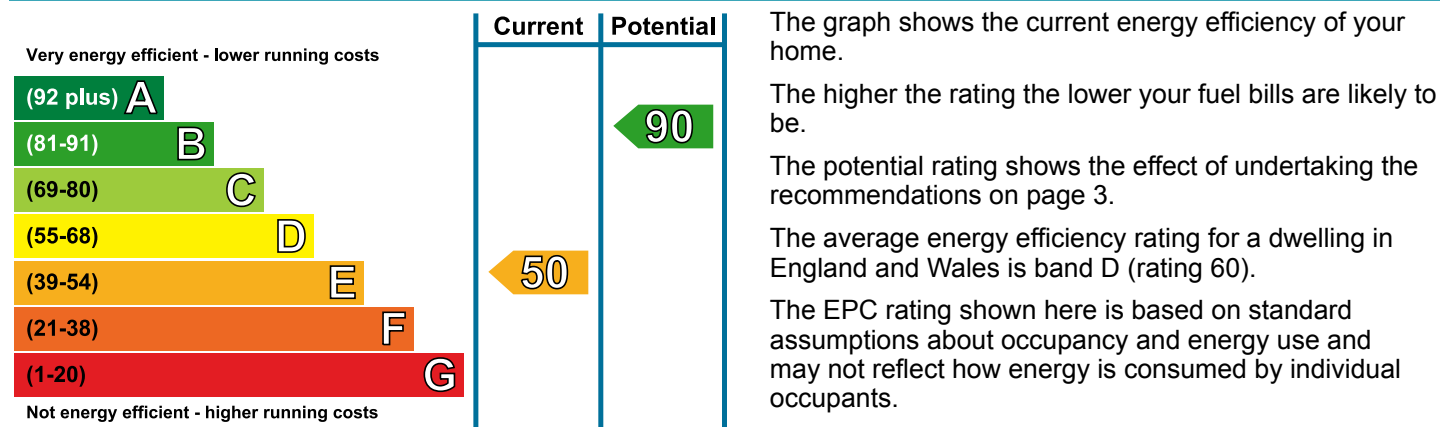 Current Potential
Very energy efficient - lower running costs
(92 plus) A
(81-91) B
(69-80) C
(55-68) D
(39-54) E
(21-38) F
(1-20) G
Not energy efficient - higher running costs
90
50
The graph shows the current energy efficiency of your
home.
The higher the rating the lower your fuel bills are likely to
be.
The potential rating shows the effect of undertaking the
recommendations on page 3.
The average energy efficiency rating for a dwelling in
England and Wales is band D (rating 60).
The EPC rating shown here is based on standard
assumptions about occupancy and energy use and
may not reflect how energy is consumed by individual
occupants.